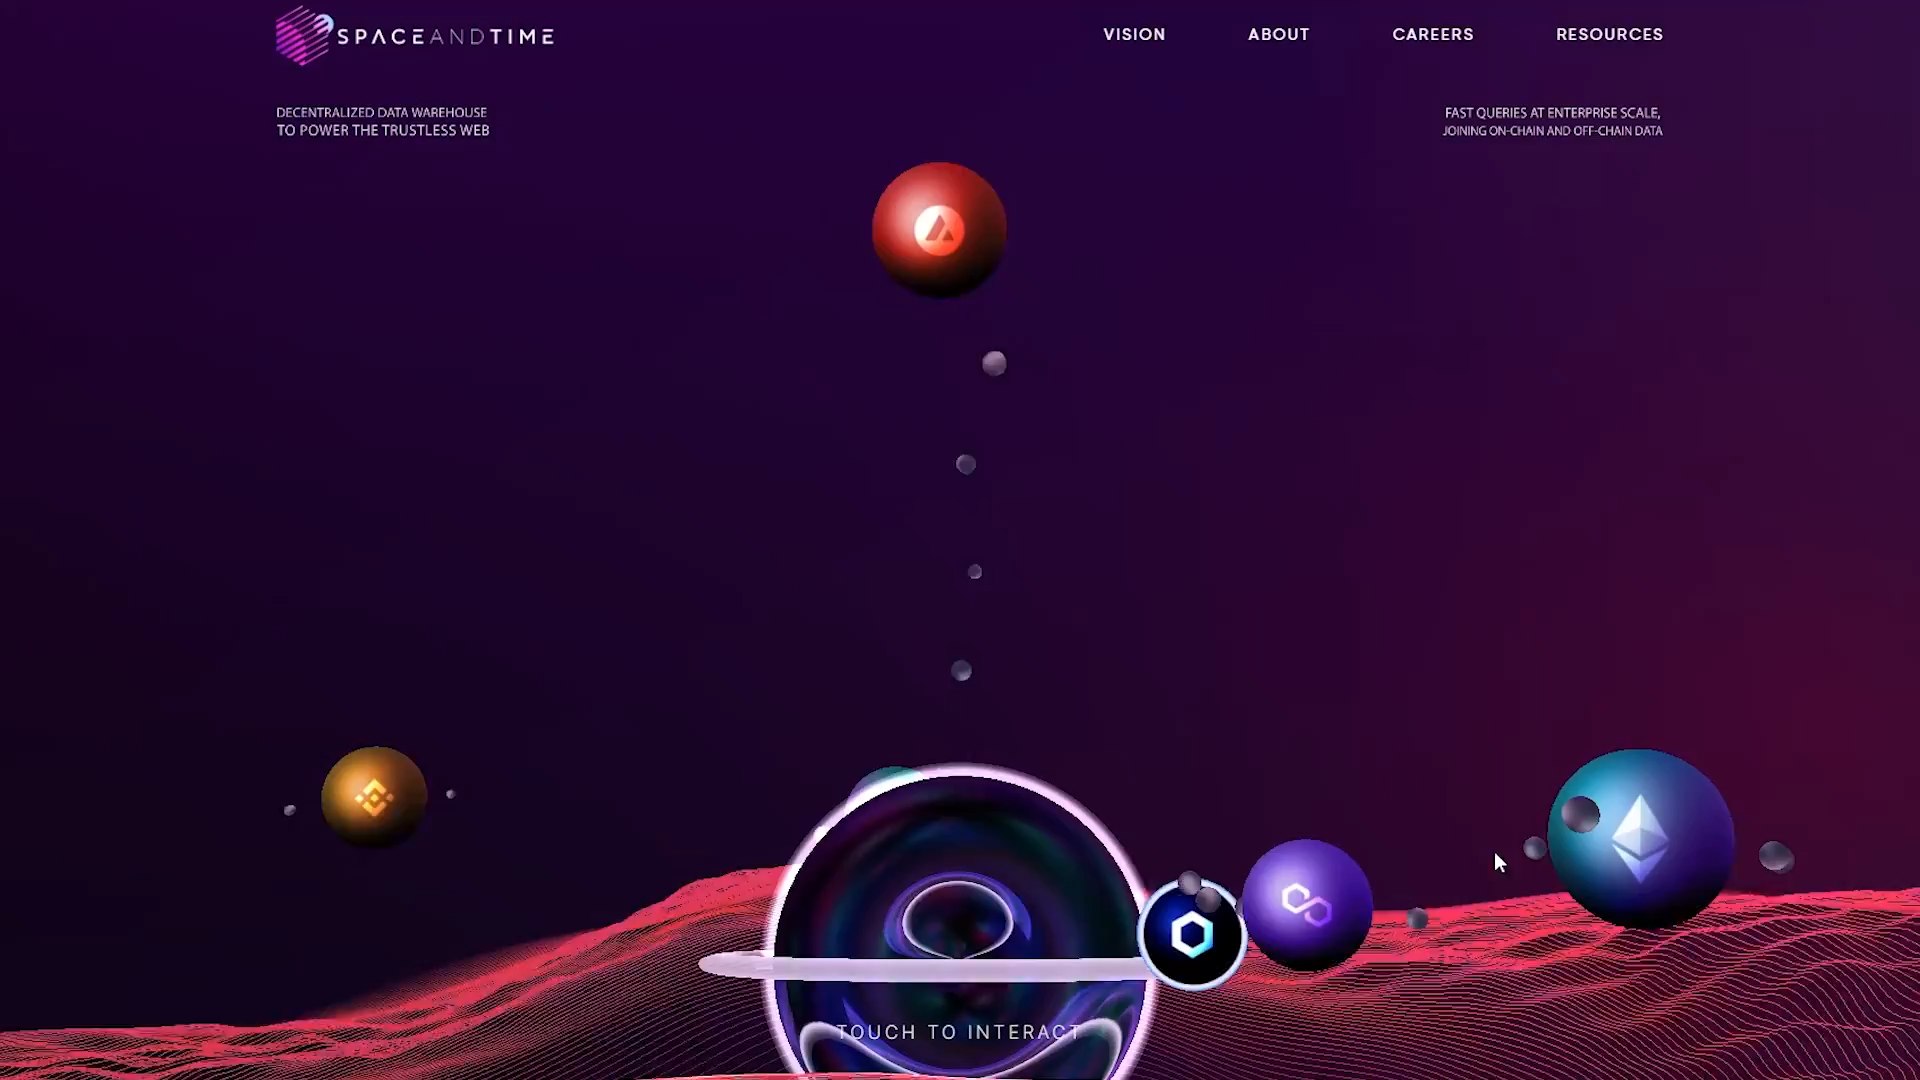 SPACEANDTIME
VISION
ABOUT
CAREERS
RESOURCES
DECENTRALIZED DATA WAREHOUSE
TO POWER THE TRUSTLESS WEB
FAST QUERIES AT ENTERPRISE SCALE,
JOINING ON-CHAIN AND OFF-CHAIN DATA
TOUCH TO INTERACT